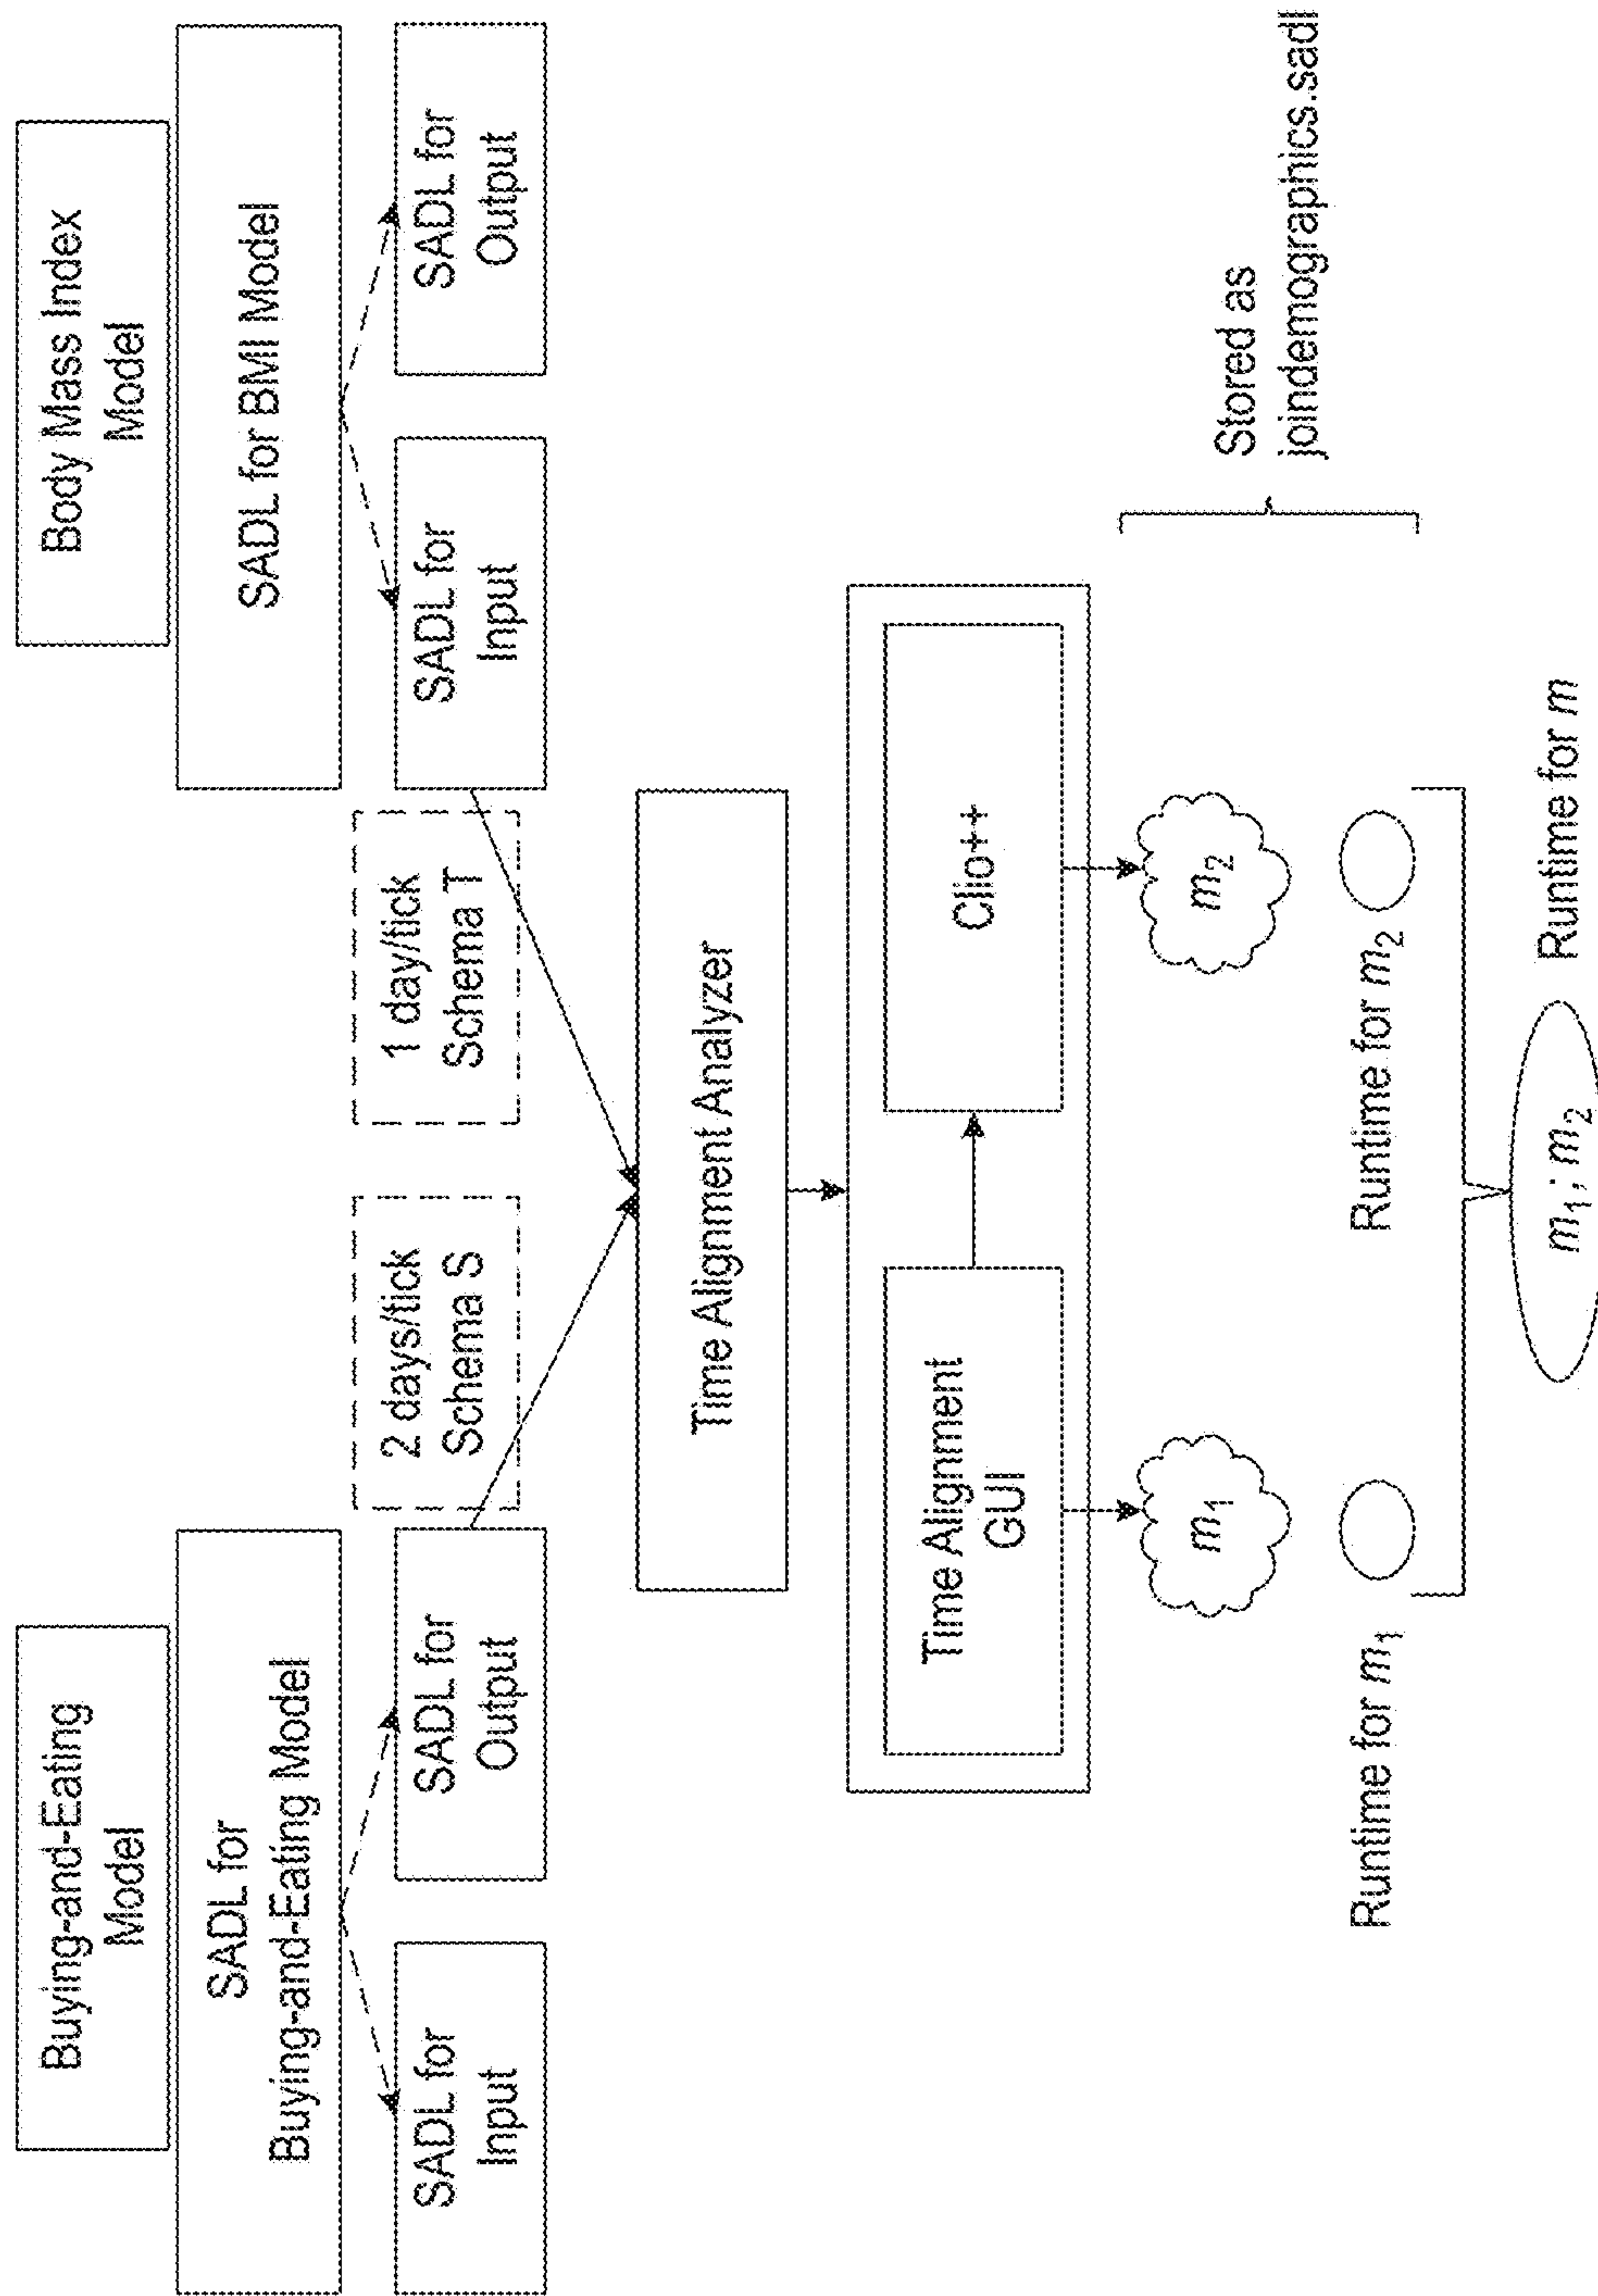 Buying-and-Eating
Model
SADL for
Buying-and-Eating Model
SADL for
Input
SADL for
Output
Body Mass Index
Model
SADL for BMI Model
SADL for
Input
SADL for
Output
2 days/tick
Schema S
1 day/tick
Schema T
Time Alignment Analyzer
Time Alignment
GUI
Clio++
m₁
m₂
Stored as
joindemographics.sadl
Runtime for m₁
Runtime for m₂
m₁; m₂
Runtime for m